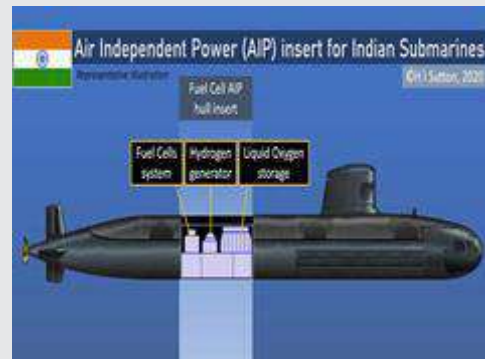 Air Independent Power (AIP) insert for Indian Submarines
Representative illustration
©H I Sutton, 2020
Fuel Cell AIP
hull insert
Fuel Cells
system
Hydrogen
generator
Liquid Oxygen
storage